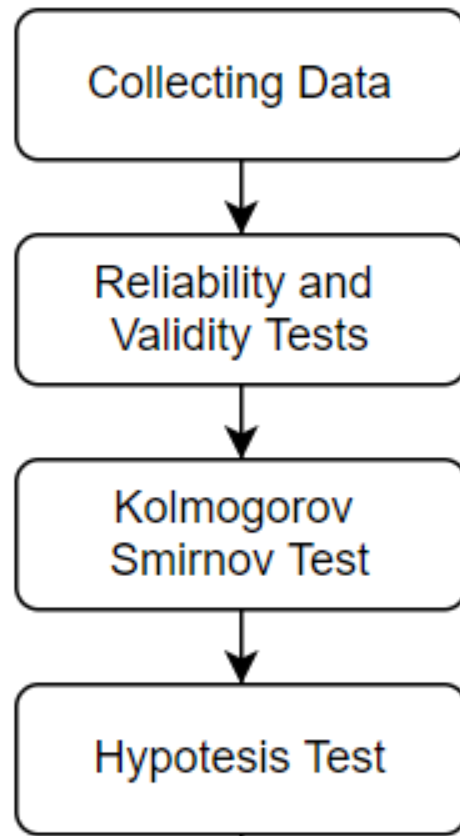 Collecting Data
Reliability and
Validity Tests
Kolmogorov
Smirnov Test
Hypotesis Test